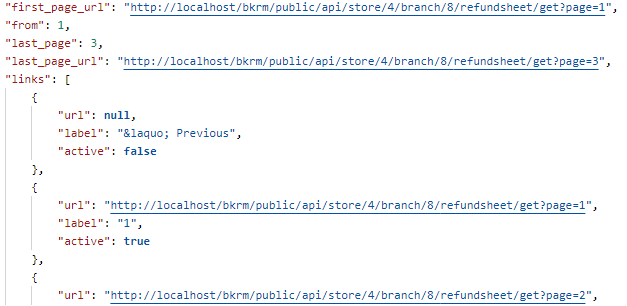 "first_page_url": "http://localhost/bkrm/public/api/store/4/branch/8/refundsheet/get?page=1",
"from": 1,
"last_page": 3,
"last_page_url": "http://localhost/bkrm/public/api/store/4/branch/8/refundsheet/get?page=3",
"links": [
{
"url": null,
"label": "&laquo; Previous",
"active": false
},
{
"url": "http://localhost/bkrm/public/api/store/4/branch/8/refundsheet/get?page=1",
"label": "1",
"active": true
},
{
"url": "http://localhost/bkrm/public/api/store/4/branch/8/refundsheet/get?page=2",